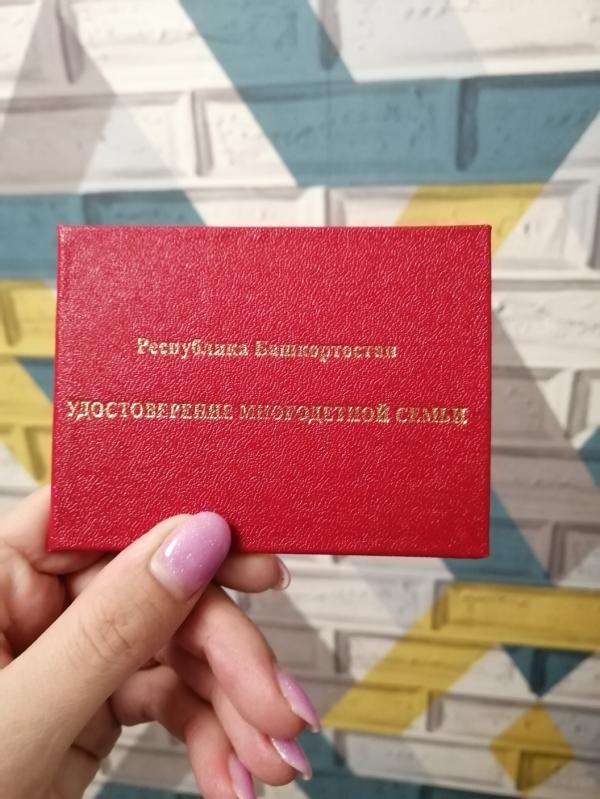 Республика Башкортостан
УДОСТОВЕРЕНИЕ МНОГОДЕТНОЙ СЕМЬИ